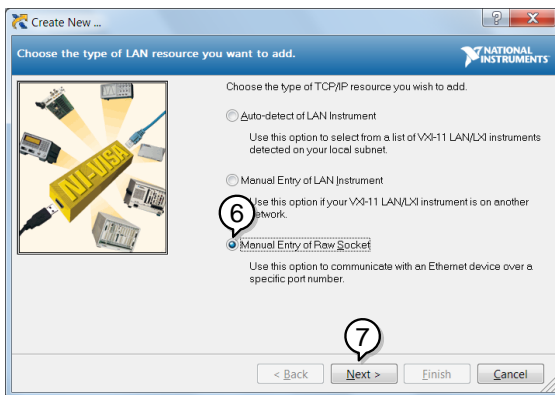 Create New ...
Choose the type of LAN resource you want to add.
NATIONAL
INSTRUMENTS
NI-VISA
Choose the type of TCP/IP resource you wish to add.
Auto-detect of LAN Instrument
Use this option to select from a list of VXI-11 LAN/LXI instruments
detected on your local subnet.
Manual Entry of LAN Instrument
Use this option if your VXI-11 LAN/LXI instrument is on another
network.
6
Manual Entry of Raw Socket
Use this option to communicate with an Ethernet device over a
specific port number.
7
< Back
Next >
Finish
Cancel